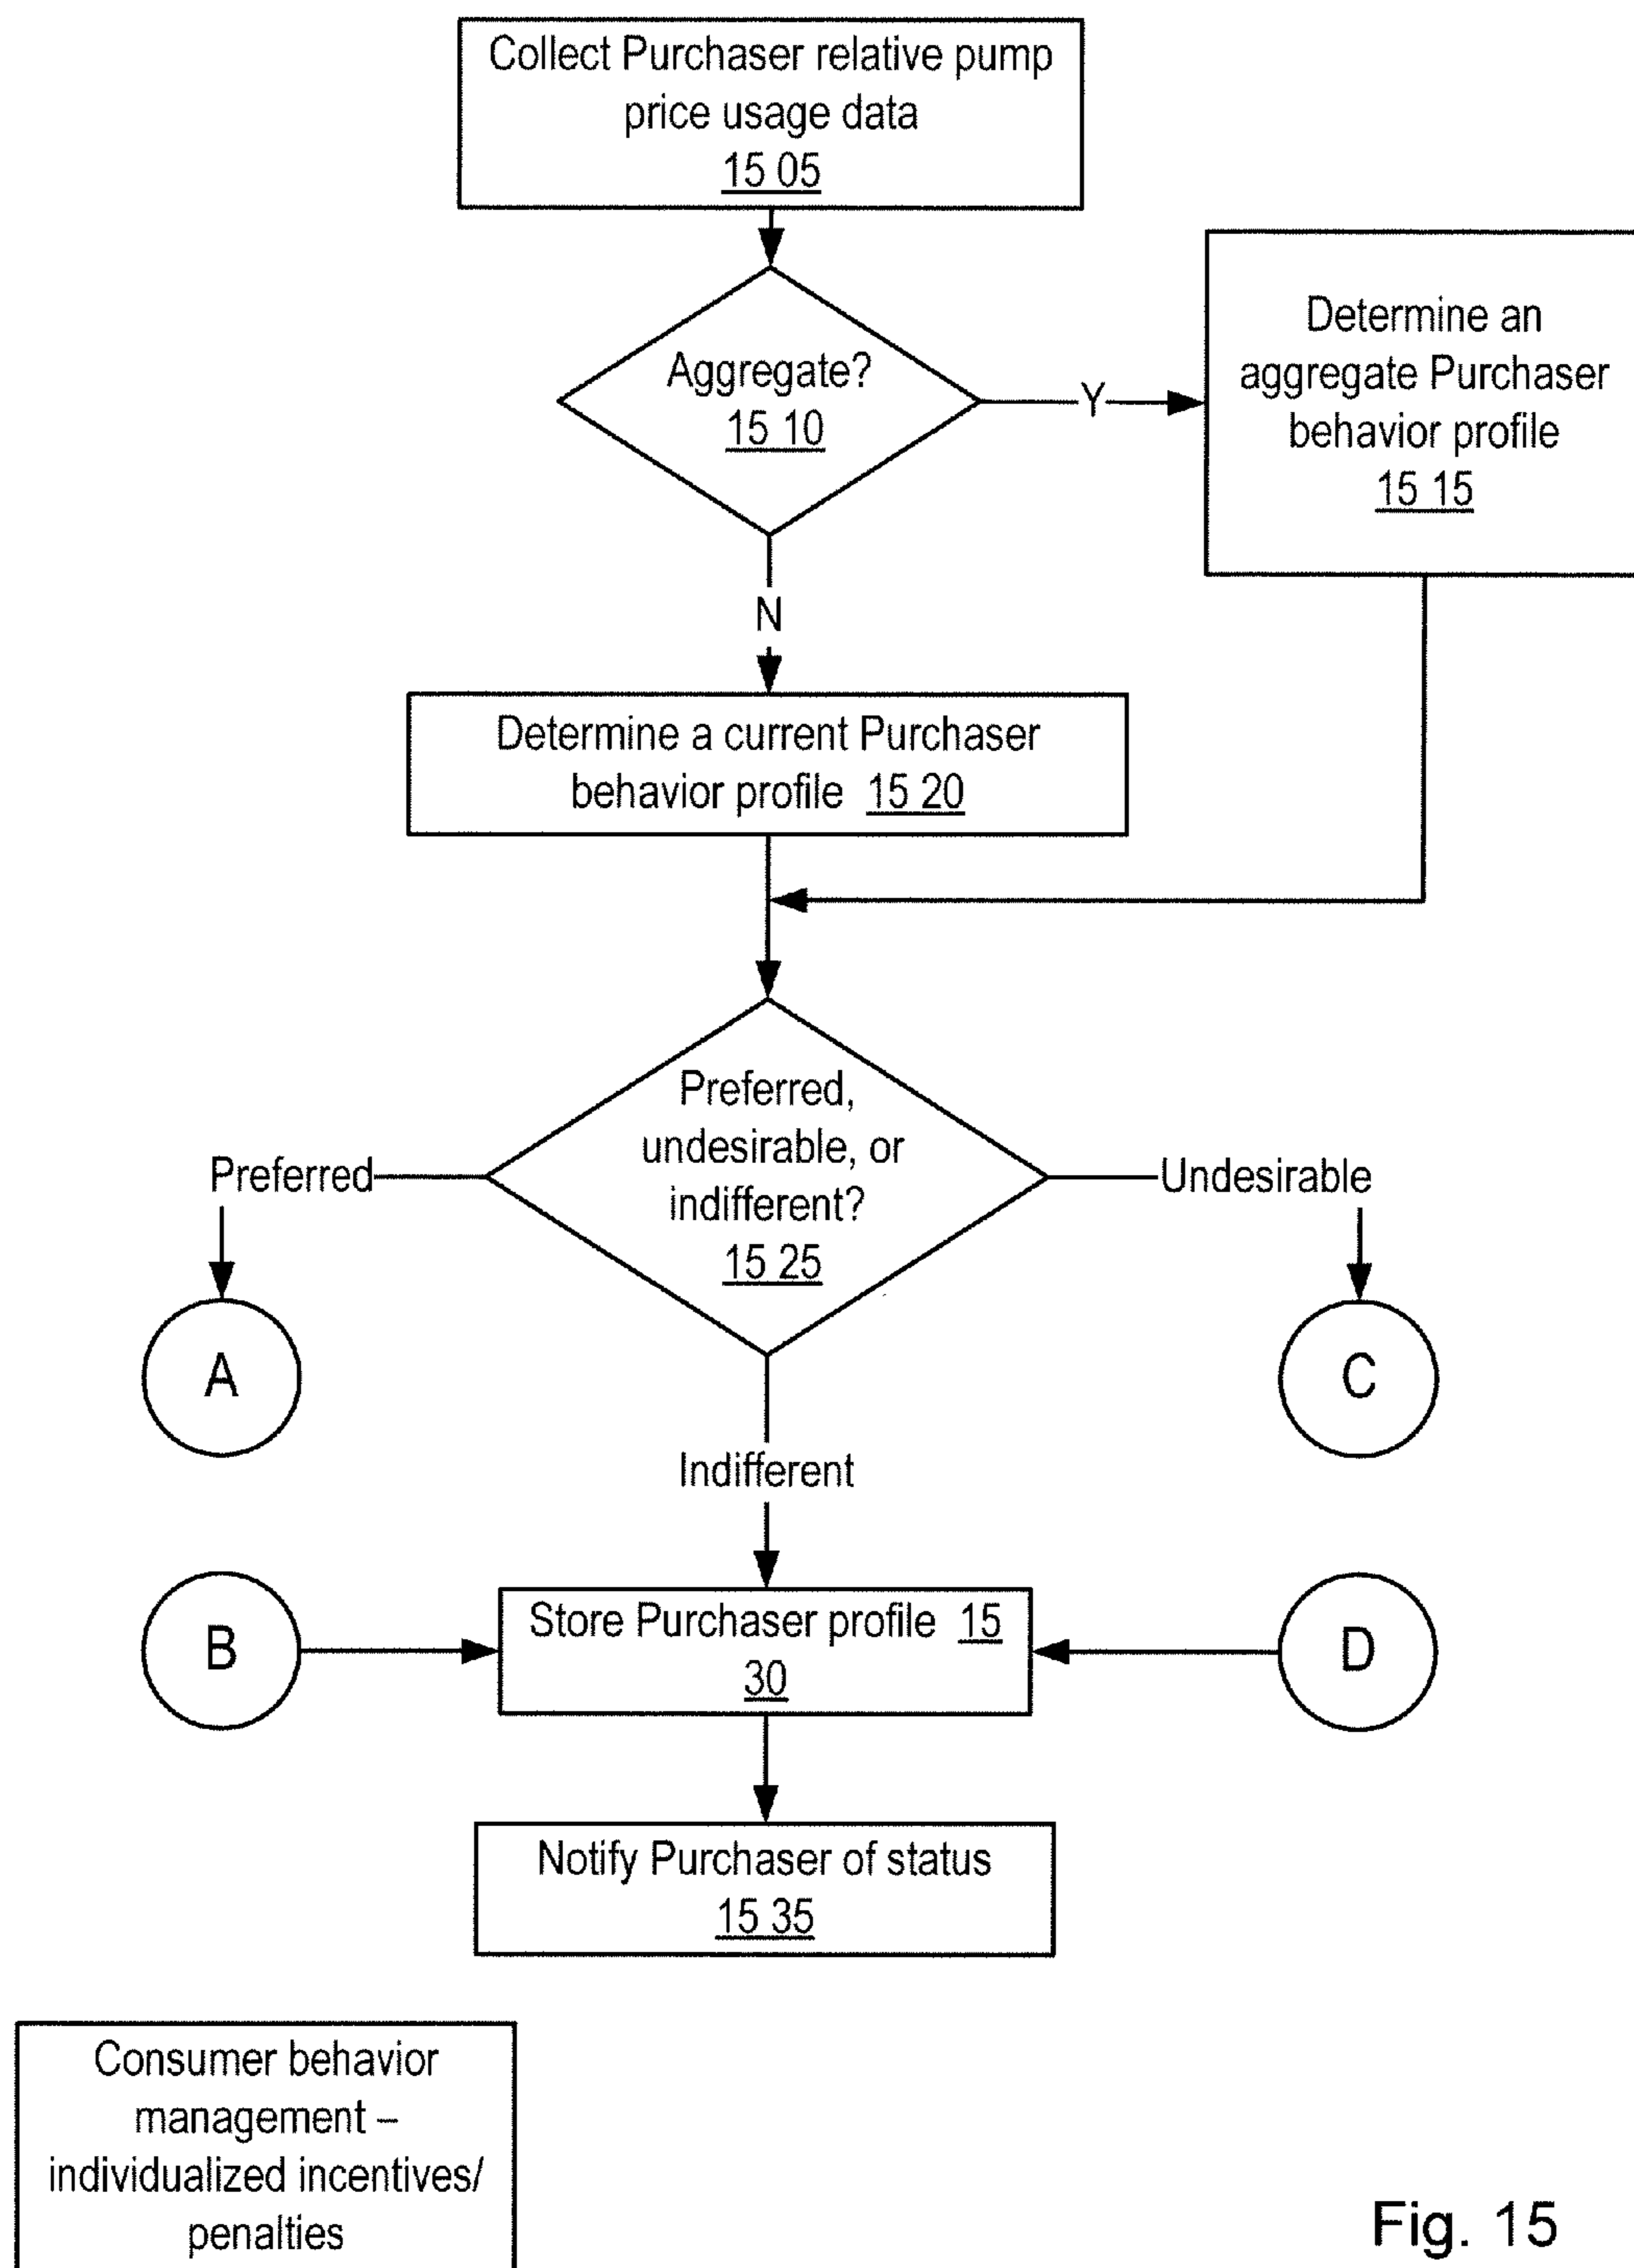 Collect Purchaser relative pump
price usage data
15 05
Aggregate?
15 10
Y
Determine an
aggregate Purchaser
behavior profile
15 15
N
Determine a current Purchaser
behavior profile 15 20
Preferred,
undesirable, or
indifferent?
15 25
Preferred
Undesirable
A
C
Indifferent
B
Store Purchaser profile 15
30
D
Notify Purchaser of status
15 35
Consumer behavior
management –
individualized incentives/
penalties
Fig. 15